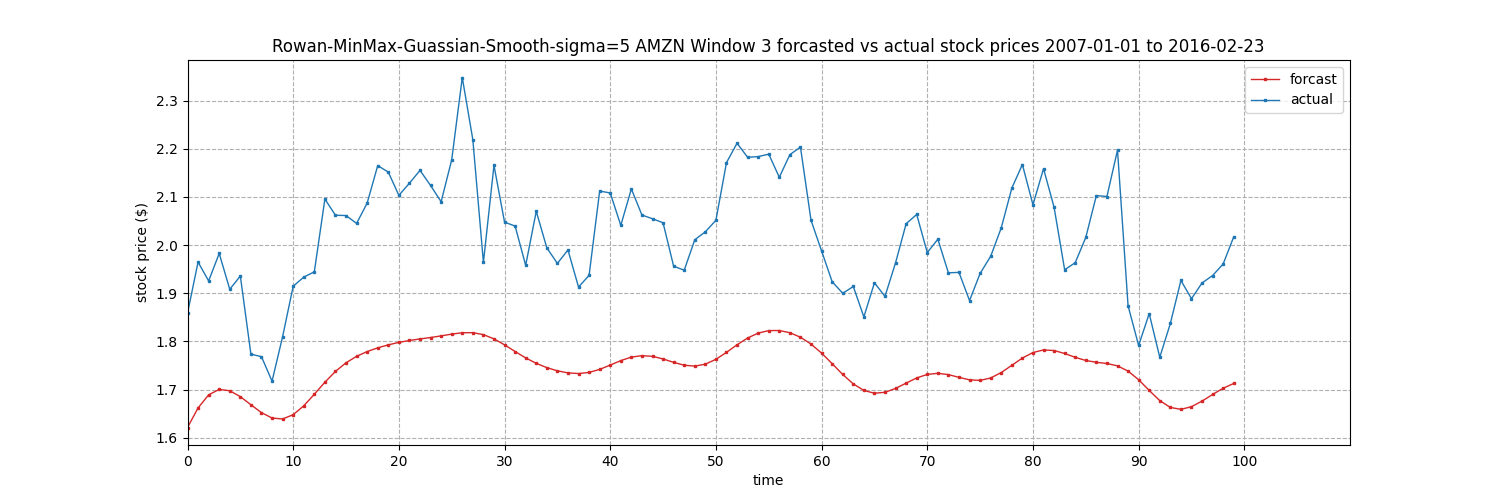 Rowan-MinMax-Guassian-Smooth-sigma=5 AMZN Window 3 forcasted vs actual stock prices 2007-01-01 to 2016-02-23
forcast
actual
stock price ($)
2.3
2.2
2.1
2.0
1.9
1.8
1.7
1.6
0 10 20 30 40 50 60 70 80 90 100
time